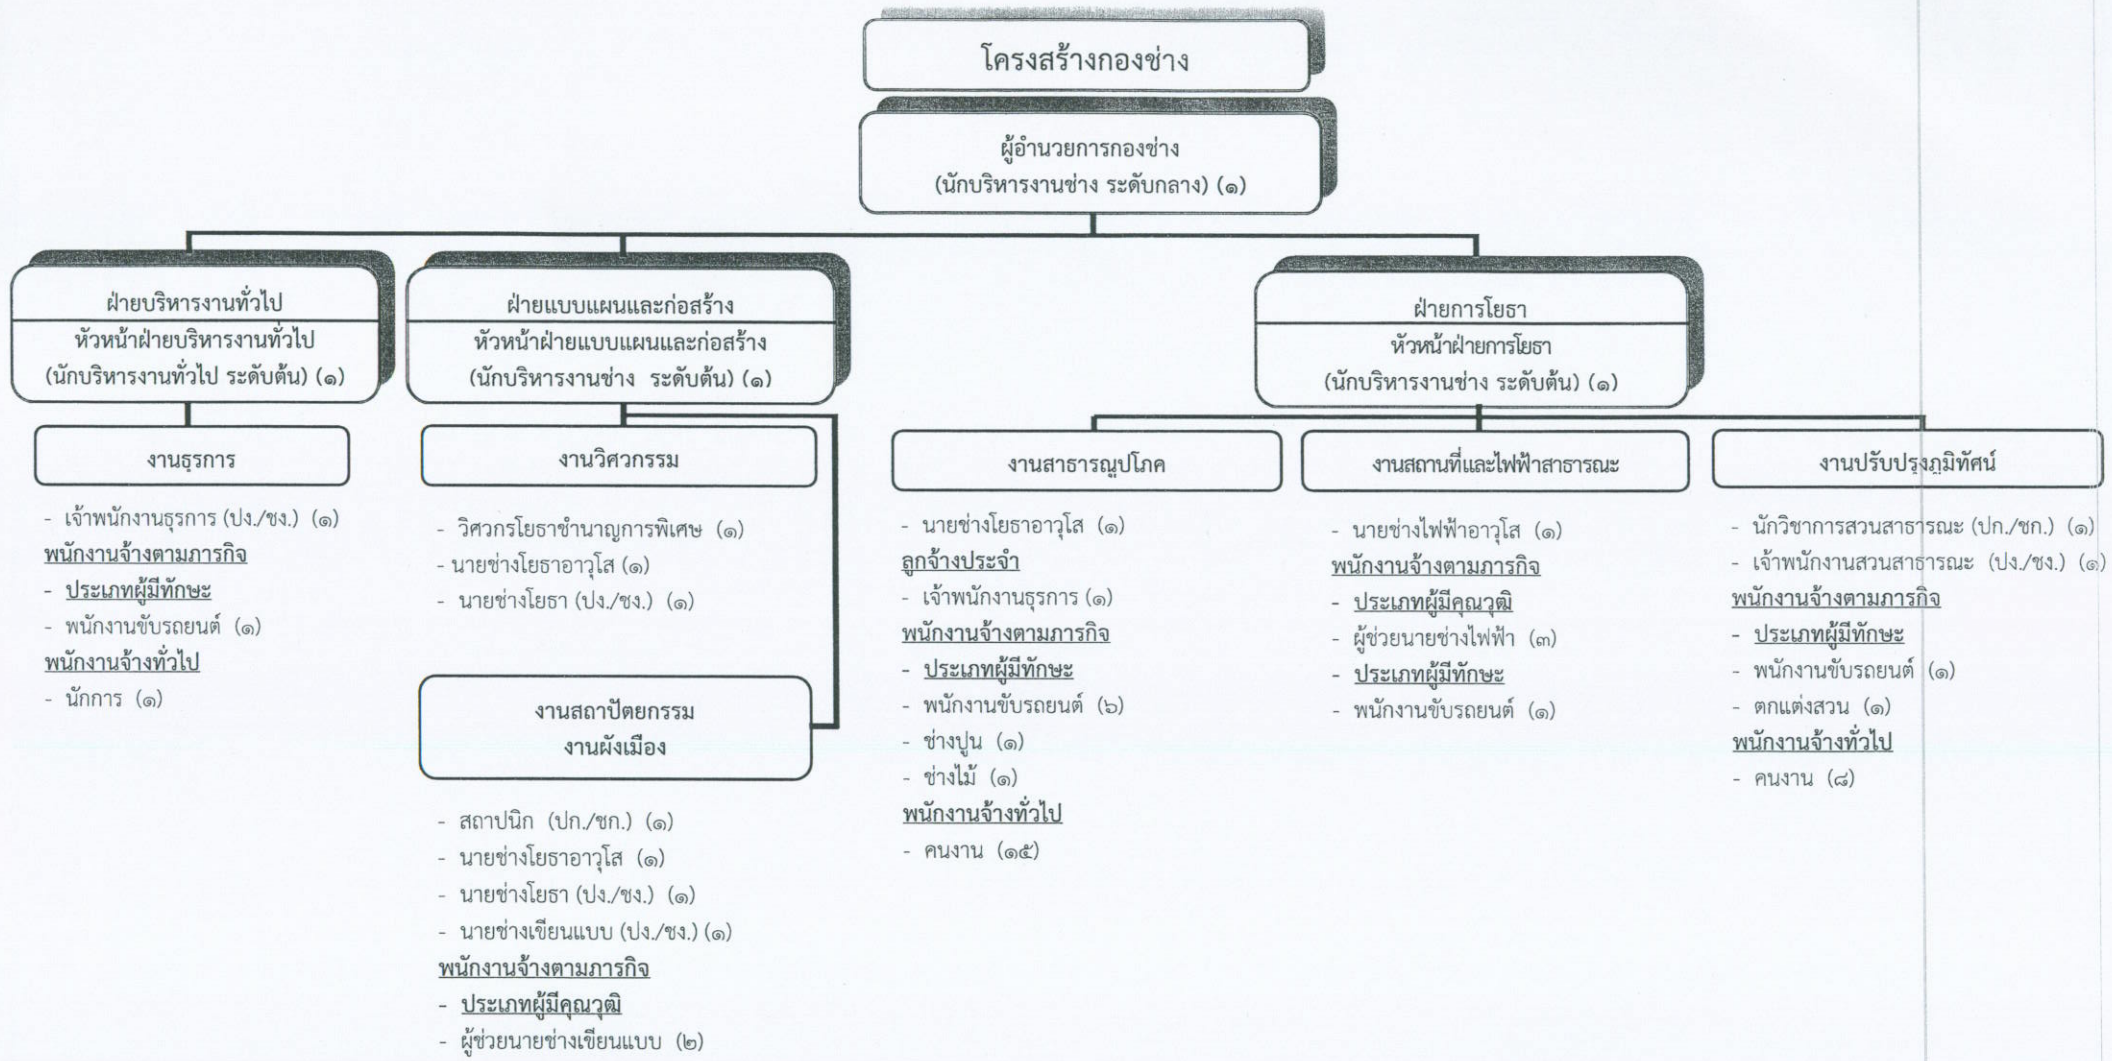 โครงสร้างกองช่าง
ผู้อำนวยการกองช่าง
(นักบริหารงานช่าง ระดับกลาง) (๑)
ฝ่ายบริหารงานทั่วไป
หัวหน้าฝ่ายบริหารงานทั่วไป
(นักบริหารงานทั่วไป ระดับต้น) (๑)
งานธุรการ
- เจ้าพนักงานธุรการ (ปง./ชง.) (๑)
พนักงานจ้างตามภารกิจ
- ประเภทผู้มีทักษะ
- พนักงานขับรถยนต์ (๑)
พนักงานจ้างทั่วไป
- นักการ (๑)
ฝ่ายแบบแผนและก่อสร้าง
หัวหน้าฝ่ายแบบแผนและก่อสร้าง
(นักบริหารงานช่าง ระดับต้น) (๑)
งานวิศวกรรม
- วิศวกรโยธาชำนาญการพิเศษ (๑)
- นายช่างโยธาอาวุโส (๑)
- นายช่างโยธา (ปง./ชง.) (๑)
งานสถาปัตยกรรม
งานผังเมือง
- สถาปนิก (ปก./ชก.) (๑)
- นายช่างโยธาอาวุโส (๑)
- นายช่างโยธา (ปง./ชง.) (๑)
- นายช่างเขียนแบบ (ปง./ชง.) (๑)
พนักงานจ้างตามภารกิจ
- ประเภทผู้มีคุณวุฒิ
- ผู้ช่วยนายช่างเขียนแบบ (๒)
ฝ่ายการโยธา
หัวหน้าฝ่ายการโยธา
(นักบริหารงานช่าง ระดับต้น) (๑)
งานสาธารณูปโภค
- นายช่างโยธาอาวุโส (๑)
ลูกจ้างประจำ
- เจ้าพนักงานธุรการ (๑)
พนักงานจ้างตามภารกิจ
- ประเภทผู้มีทักษะ
- พนักงานขับรถยนต์ (๖)
- ช่างปูน (๑)
- ช่างไม้ (๑)
พนักงานจ้างทั่วไป
- คนงาน (๑๕)
งานสถานที่และไฟฟ้าสาธารณะ
- นายช่างไฟฟ้าอาวุโส (๑)
พนักงานจ้างตามภารกิจ
- ประเภทผู้มีคุณวุฒิ
- ผู้ช่วยนายช่างไฟฟ้า (๓)
- ประเภทผู้มีทักษะ
- พนักงานขับรถยนต์ (๑)
งานปรับปรุงภูมิทัศน์
- นักวิชาการสวนสาธารณะ (ปก./ชก.) (๑)
- เจ้าพนักงานสวนสาธารณะ (ปง./ชง.) (๑)
พนักงานจ้างตามภารกิจ
- ประเภทผู้มีทักษะ
- พนักงานขับรถยนต์ (๑)
- ตกแต่งสวน (๑)
พนักงานจ้างทั่วไป
- คนงาน (๘)